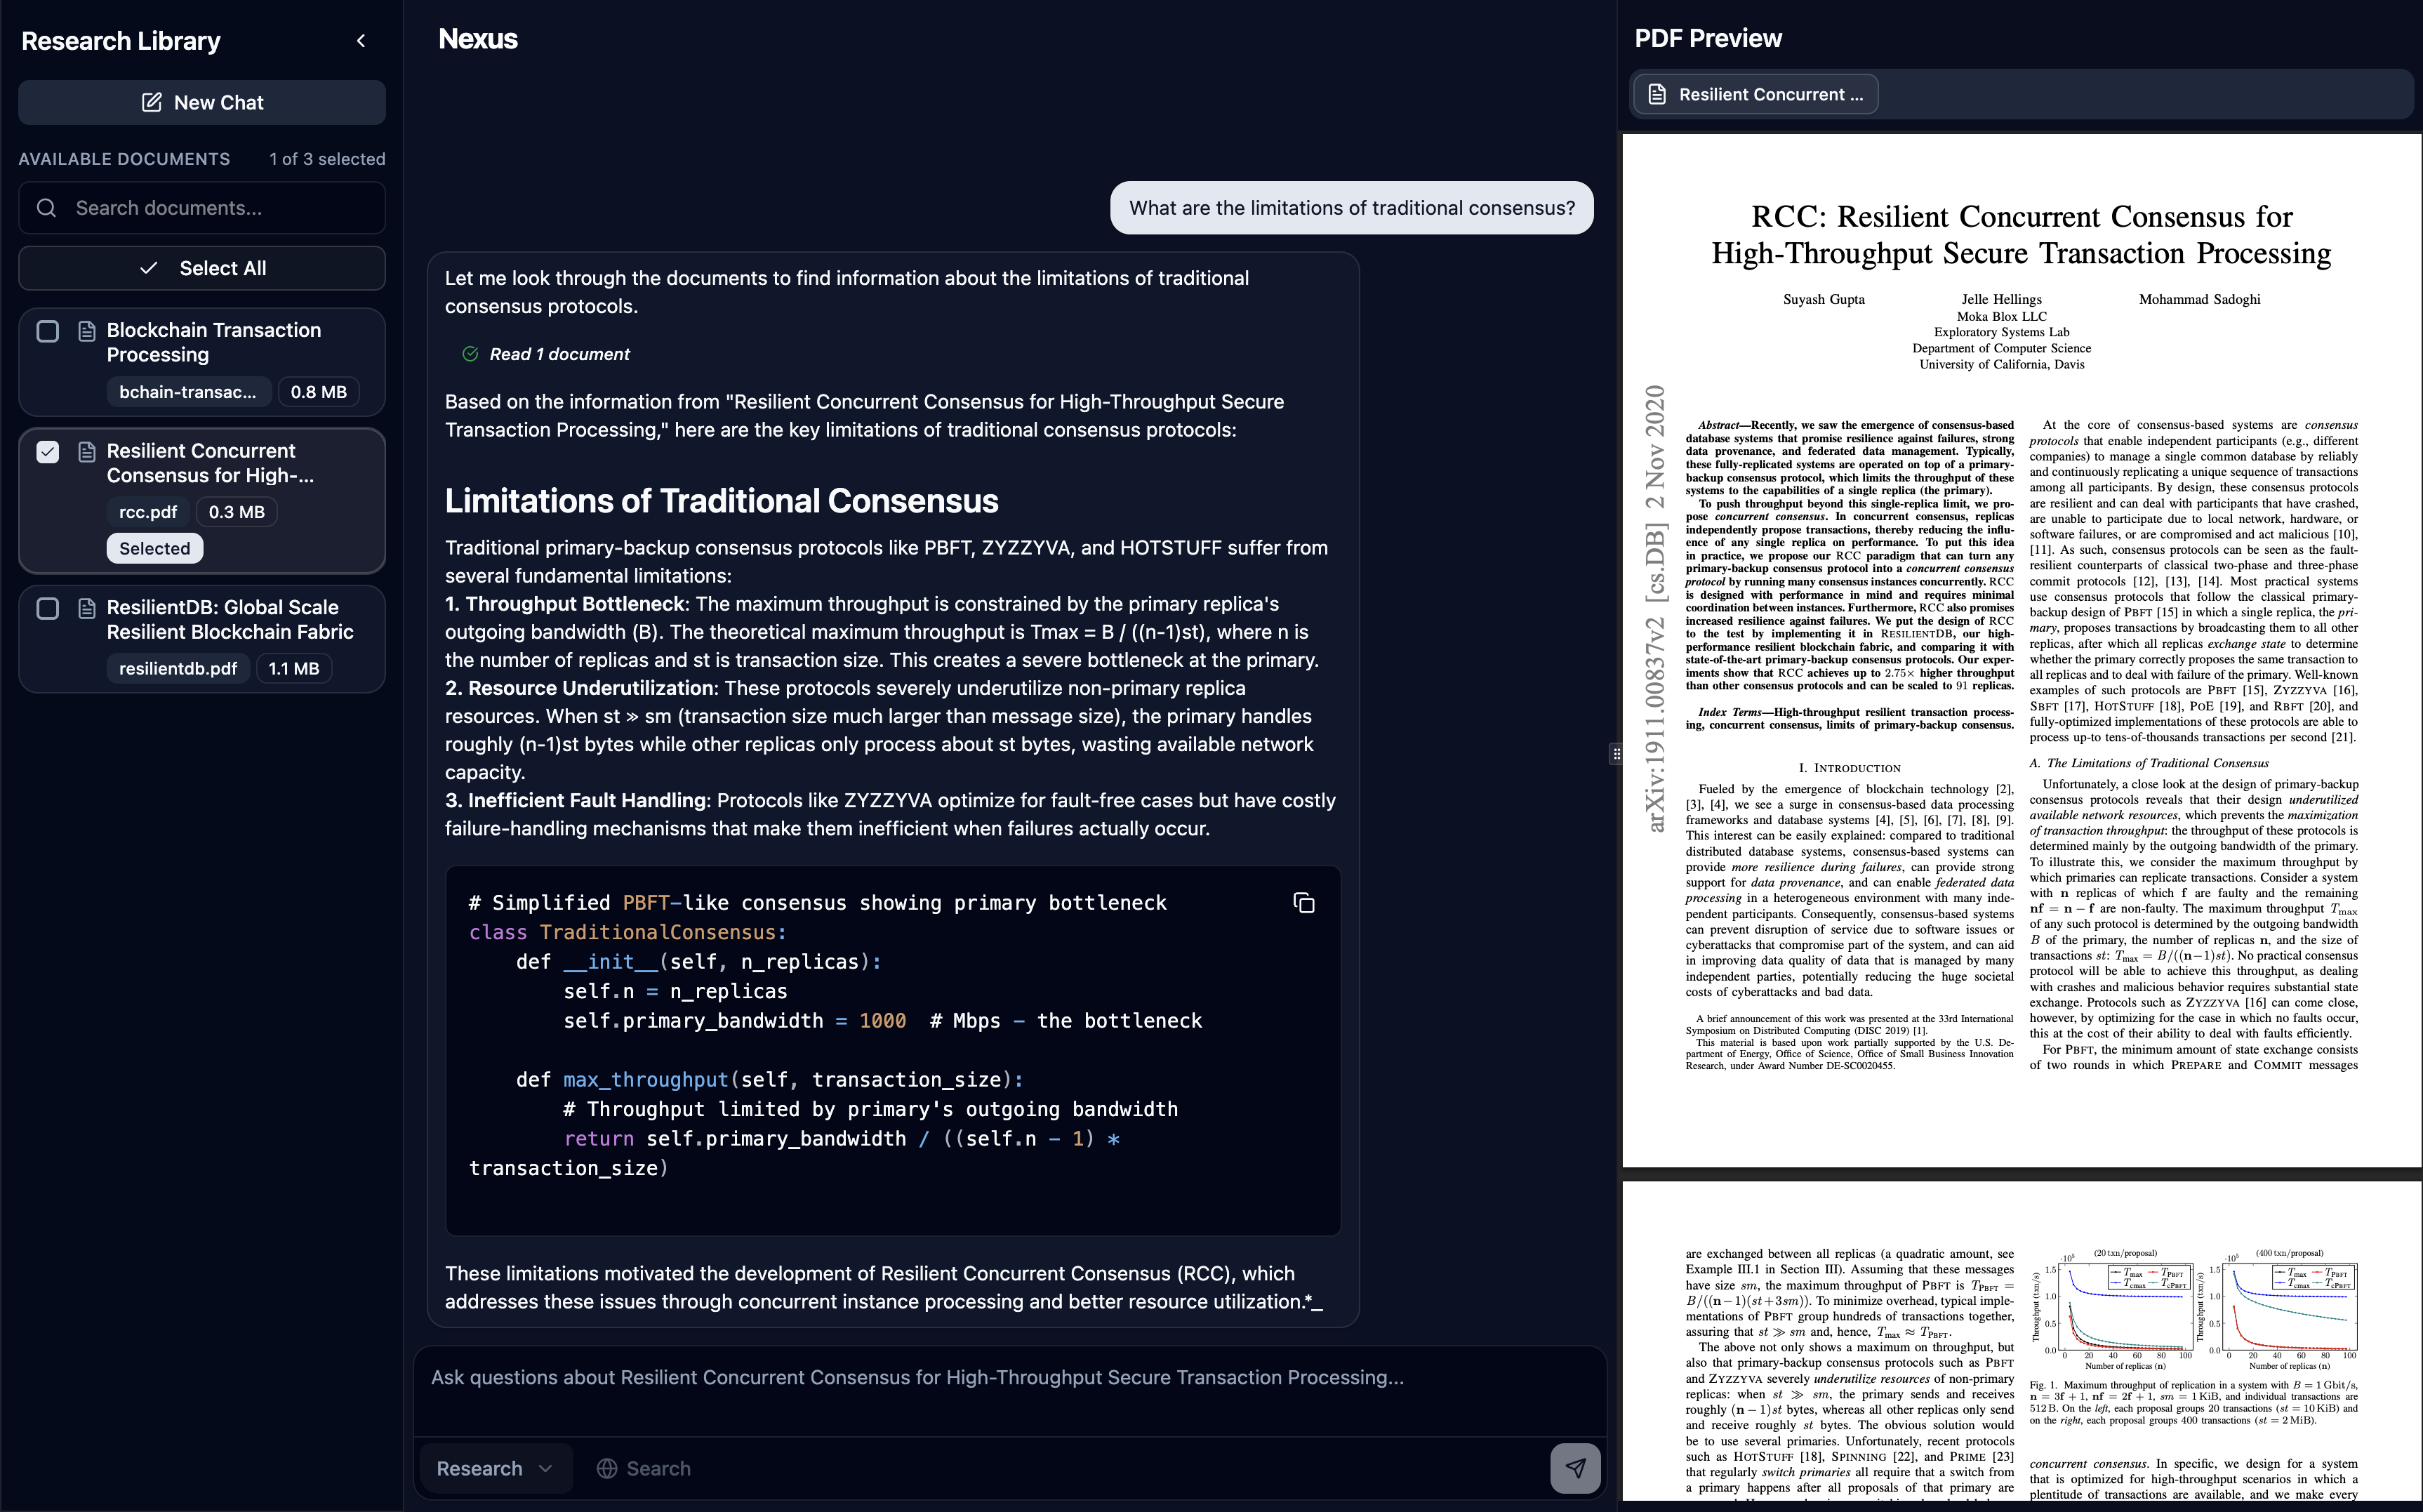 Research Library
New Chat
AVAILABLE DOCUMENTS 1 of 3 selected
Search documents...
Select All
Blockchain Transaction
Processing
bchain-transac... 0.8 MB
Resilient Concurrent
Consensus for High-...
rcc.pdf 0.3 MB
Selected
ResilientDB: Global Scale
Resilient Blockchain Fabric
resilientdb.pdf 1.1 MB
Nexus
What are the limitations of traditional consensus?
Let me look through the documents to find information about the limitations of traditional
consensus protocols.
Read 1 document
Based on the information from "Resilient Concurrent Consensus for High-Throughput Secure
Transaction Processing," here are the key limitations of traditional consensus protocols:
Limitations of Traditional Consensus
Traditional primary-backup consensus protocols like PBFT, ZYZZYVA, and HOTSTUFF suffer from
several fundamental limitations:
1. Throughput Bottleneck: The maximum throughput is constrained by the primary replica's
outgoing bandwidth (B). The theoretical maximum throughput is Tmax = B / ((n-1)st), where n is
the number of replicas and st is transaction size. This creates a severe bottleneck at the primary.
2. Resource Underutilization: These protocols severely underutilize non-primary replica
resources. When st ≫ sm (transaction size much larger than message size), the primary handles
roughly (n-1)st bytes while other replicas only process about st bytes, wasting available network
capacity.
3. Inefficient Fault Handling: Protocols like ZYZZYVA optimize for fault-free cases but have costly
failure-handling mechanisms that make them inefficient when failures actually occur.
# Simplified PBFT-like consensus showing primary bottleneck
class TraditionalConsensus:
def __init__(self, n_replicas):
self.n = n_replicas
self.primary_bandwidth = 1000 # Mbps - the bottleneck
def max_throughput(self, transaction_size):
# Throughput limited by primary's outgoing bandwidth
return self.primary_bandwidth / ((self.n - 1) *
transaction_size)
These limitations motivated the development of Resilient Concurrent Consensus (RCC), which
addresses these issues through concurrent instance processing and better resource utilization.*_
Ask questions about Resilient Concurrent Consensus for High-Throughput Secure Transaction Processing...
Research
Search
PDF Preview
Resilient Concurrent ...
RCC: Resilient Concurrent Consensus for
High-Throughput Secure Transaction Processing
Suyash Gupta Jelle Hellings Mohammad Sadoghi
Moka Blox LLC
Exploratory Systems Lab
Department of Computer Science
University of California, Davis
arXiv:1911.00837v2 [cs.DB] 2 Nov 2020
Abstract—Recently, we saw the emergence of consensus-based
database systems that promise resilience against failures, strong
data provenance, and federated data management. Typically,
these fully-replicated systems are operated on top of a primary-
backup consensus protocol, which limits the throughput of these
systems to the capabilities of a single replica (the primary).
To push throughput beyond this single-replica limit, we pro-
pose concurrent consensus. In concurrent consensus, replicas
independently propose transactions, thereby reducing the influ-
ence of any single replica on performance. To put this idea
in practice, we propose our RCC paradigm that can turn any
primary-backup consensus protocol into a concurrent consensus
protocol by running many consensus instances concurrently. RCC
is designed with performance in mind and requires minimal
coordination between instances. Furthermore, RCC also promises
increased resilience against failures. We put the design of RCC
to the test by implementing it in RESILIENTDB, our high-
performance resilient blockchain fabric, and comparing it with
state-of-the-art primary-backup consensus protocols. Our exper-
iments show that RCC achieves up to 2.75× higher throughput
than other consensus protocols and can be scaled to 91 replicas.
Index Terms—High-throughput resilient transaction process-
ing, concurrent consensus, limits of primary-backup consensus.
I. INTRODUCTION
Fueled by the emergence of blockchain technology [2],
[3], [4], we see a surge in consensus-based data processing
frameworks and database systems [4], [5], [6], [7], [8], [9].
This interest can be easily explained: compared to traditional
distributed database systems, consensus-based systems can
provide more resilience during failures, can provide strong
support for data provenance, and can enable federated data
processing in a heterogeneous environment with many inde-
pendent participants. Consequently, consensus-based systems
can prevent disruption of service due to software issues or
cyberattacks that compromise part of the system, and can aid
in improving data quality of data that is managed by many
independent parties, potentially reducing the huge societal
costs of cyberattacks and bad data.
A brief announcement of this work was presented at the 33rd International
Symposium on Distributed Computing (DISC 2019) [1].
This material is based upon work partially supported by the U.S. De-
partment of Energy, Office of Science, Office of Small Business Innovation
Research, under Award Number DE-SC0020455.
At the core of consensus-based systems are consensus
protocols that enable independent participants (e.g., different
companies) to manage a single common database by reliably
and continuously replicating a unique sequence of transactions
among all participants. By design, these consensus protocols
are resilient and can deal with participants that have crashed,
are unable to participate due to local network, hardware, or
software failures, or are compromised and act malicious [10],
[11]. As such, consensus protocols can be seen as the fault-
resilient counterparts of classical two-phase and three-phase
commit protocols [12], [13], [14]. Most practical systems
use consensus protocols that follow the classical primary-
backup design of PBFT [15] in which a single replica, the pri-
mary, proposes transactions by broadcasting them to all other
replicas, after which all replicas exchange state to determine
whether the primary correctly proposes the same transaction to
all replicas and to deal with failure of the primary. Well-known
examples of such protocols are PBFT [15], ZYZZYVA [16],
SBFT [17], HOTSTUFF [18], POE [19], and RBFT [20], and
fully-optimized implementations of these protocols are able to
process up-to tens-of-thousands transactions per second [21].
A. The Limitations of Traditional Consensus
Unfortunately, a close look at the design of primary-backup
consensus protocols reveals that their design underutilized
available network resources, which prevents the maximization
of transaction throughput: the throughput of these protocols is
determined mainly by the outgoing bandwidth of the primary.
To illustrate this, we consider the maximum throughput by
which primaries can replicate transactions. Consider a system
with n replicas of which f are faulty and the remaining
nf = n − f are non-faulty. The maximum throughput Tmax
of any such protocol is determined by the outgoing bandwidth
B of the primary, the number of replicas n, and the size of
transactions st: Tmax = B/((n−1)st). No practical consensus
protocol will be able to achieve this throughput, as dealing
with crashes and malicious behavior requires substantial state
exchange. Protocols such as ZYZZYVA [16] can come close,
however, by optimizing for the case in which no faults occur,
this at the cost of their ability to deal with faults efficiently.
For PBFT, the minimum amount of state exchange consists
of two rounds in which PREPARE and COMMIT messages
are exchanged between all replicas (a quadratic amount, see
Example III.1 in Section III). Assuming that these messages
have size sm, the maximum throughput of PBFT is TPBFT =
B/((n−1)(st+3sm)). To minimize overhead, typical imple-
mentations of PBFT group hundreds of transactions together,
assuring that st ≫ sm and, hence, Tmax ≈ TPBFT.
The above not only shows a maximum on throughput, but
also that primary-backup consensus protocols such as PBFT
and ZYZZYVA severely underutilize resources of non-primary
replicas: when st ≫ sm, the primary sends and receives
roughly (n − 1)st bytes, whereas all other replicas only send
and receive roughly st bytes. The obvious solution would
be to use several primaries. Unfortunately, recent protocols
such as HOTSTUFF [18], SPINNING [22], and PRIME [23]
that regularly switch primaries all require that a switch from
a primary happens after all proposals of that primary are
(20 txn/proposal) (400 txn/proposal)
·10⁵ ·10⁵
Tmax TPBFT Tmax TPBFT
Tcmax TcPBFT Tcmax TcPBFT
Throughput (txn/s) 1.5 1.0 0.5 0.0
Throughput (txn/s) 1.5 1.0 0.5 0.0
0 20 40 60 80 100 0 20 40 60 80 100
Number of replicas (n) Number of replicas (n)
Fig. 1. Maximum throughput of replication in a system with B = 1 Gbit/s,
n = 3f + 1, nf = 2f + 1, sm = 1 KiB, and individual transactions are
512 B. On the left, each proposal groups 20 transactions (st = 10 KiB) and
on the right, each proposal groups 400 transactions (st = 2 MiB).
concurrent consensus. In specific, we design for a system
that is optimized for high-throughput scenarios in which a
plentitude of transactions are available, and we make every